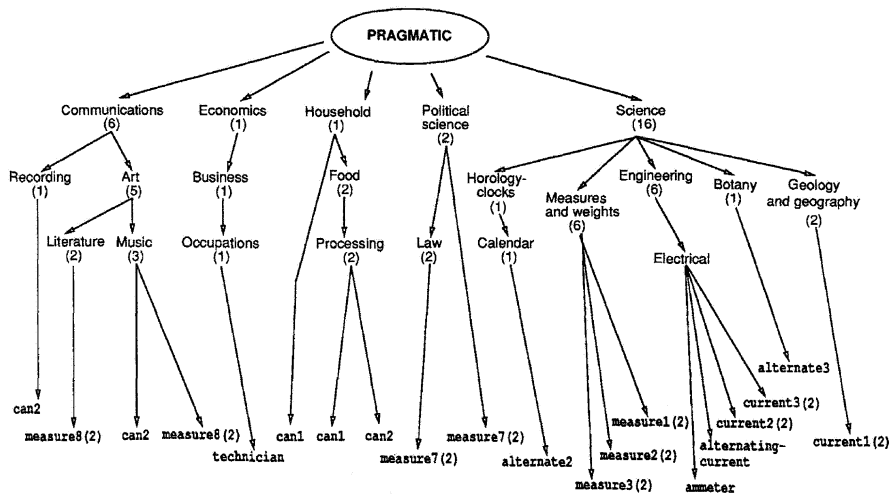 PRAGMATIC
Communications
(6)
Economics
(1)
Household
(1)
Political
science
(2)
Science
(16)
Recording
(1)
Art
(5)
Business
(1)
Food
(2)
Horology-
clocks
(1)
Measures
and weights
(6)
Engineering
(6)
Botany
(1)
Geology
and geography
(2)
Literature
(2)
Music
(3)
Occupations
(1)
Processing
(2)
Law
(2)
Calendar
(1)
Electrical
alternate3
can2
current3(2)
measure8(2)
can2
measure8(2)
can1
can1
can2
measure7(2)
measure1(2)
current2(2)
technician
measure7(2)
alternate2
measure2(2)
alternating-
current
current1(2)
measure3(2)
ammeter